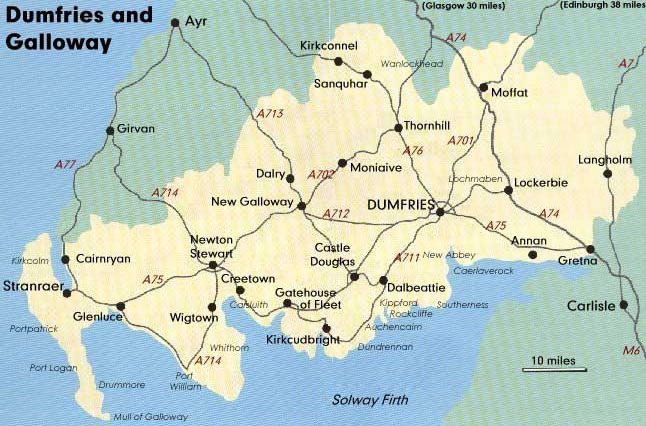 Dumfries and
Galloway
(Glasgow 30 miles)
(Edinburgh 38 miles
Ayr
A74
Kirkconnel
Wanlockhead
A7
Sanquhar
Moffat
A713
Girvan
Thornhill
A76
A701
Langholm
A77
Moniaive
Dalry
A702
Lochmaben
Lockerbie
A714
New Galloway
DUMFRIES
A712
A74
A75
Newton
Stewart
Castle
Douglas
A711
New Abbey
Annan
Gretna
Kirkcolm
Cairnryan
Caerlaverock
A75
Creetown
Stranraer
Gatehouse
of Fleet
Dalbeattie
Carsluith
Kippford
Rockcliffe
Southerness
Carlisle
Glenluce
Wigtown
Portpatrick
Auchencairn
Kirkcudbright
Dundrennan
Whithorn
M6
A714
10 miles
Port Logan
Port
William
Drummore
Solway Firth
Mull of Galloway